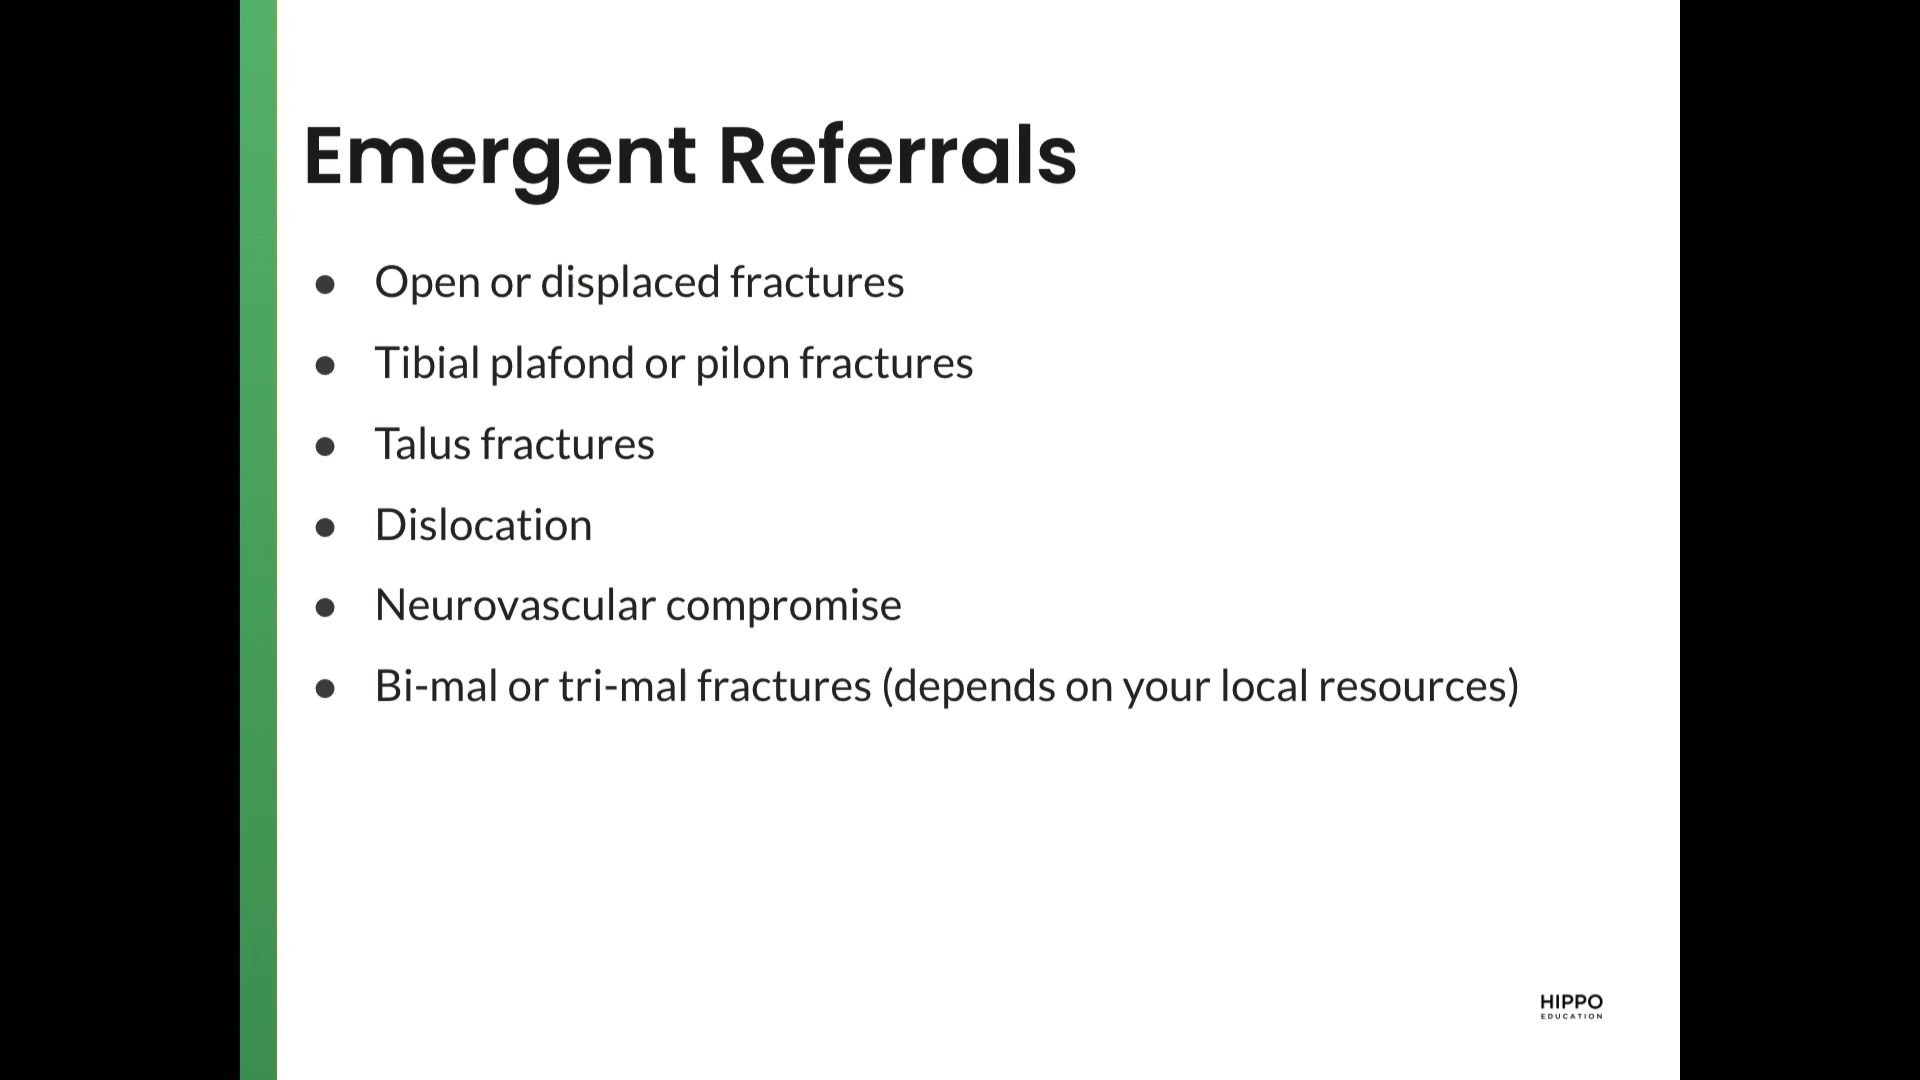 Emergent Referrals
● Open or displaced fractures
● Tibial plafond or pilon fractures
● Talus fractures
● Dislocation
● Neurovascular compromise
● Bi-mal or tri-mal fractures (depends on your local resources)
HIPPO
EDUCATION